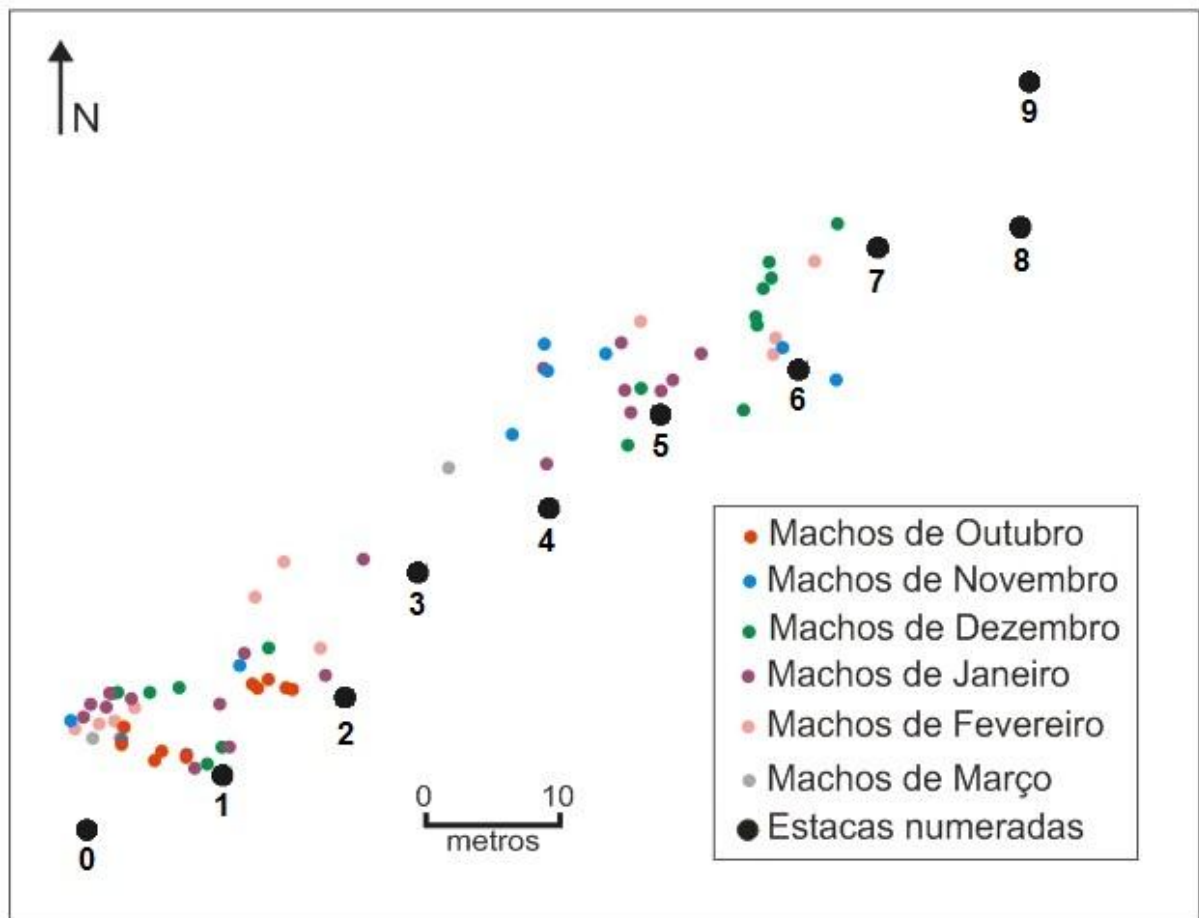 N
9
8
7
6
5
4
3
2
1
0
0 10
metros
Machos de Outubro
Machos de Novembro
Machos de Dezembro
Machos de Janeiro
Machos de Fevereiro
Machos de Março
Estacas numeradas